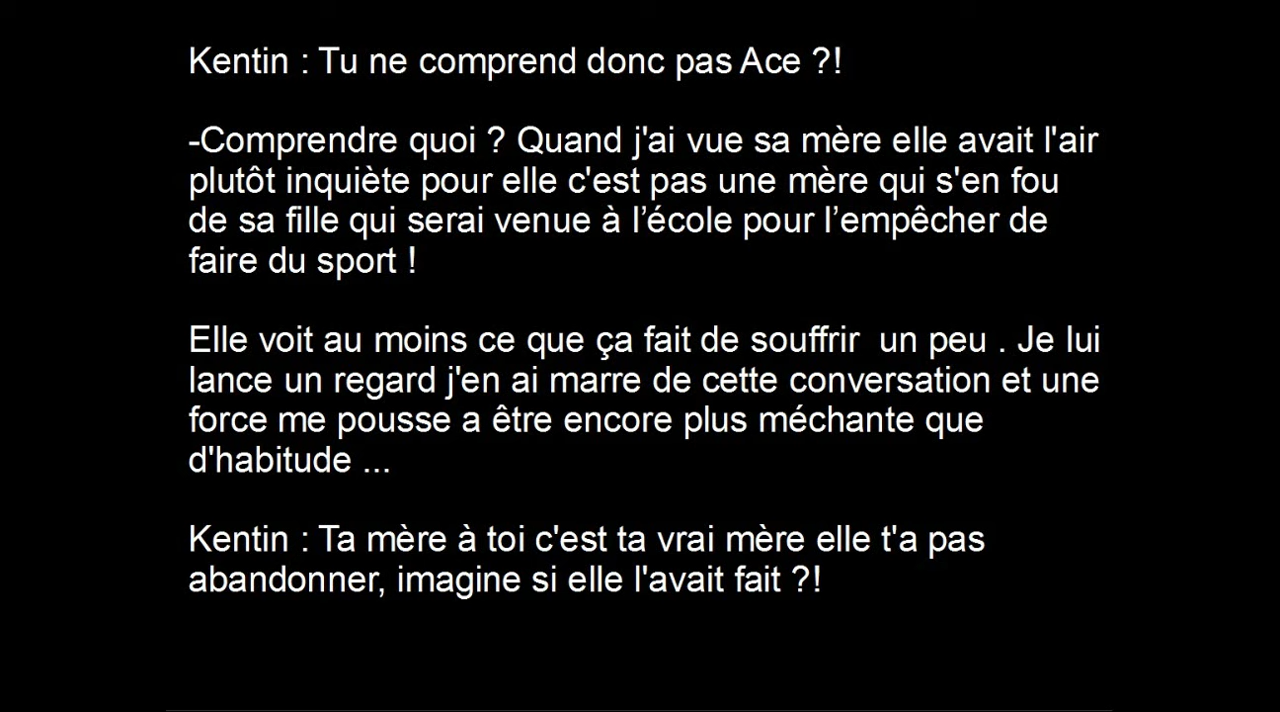 Kentin : Tu ne comprend donc pas Ace ?!
-Comprendre quoi ? Quand j'ai vue sa mère elle avait l'air
plutôt inquiète pour elle c'est pas une mère qui s'en fou
de sa fille qui serai venue à l’école pour l’empêcher de
faire du sport !
Elle voit au moins ce que ça fait de souffrir  un peu . Je lui
lance un regard j'en ai marre de cette conversation et une
force me pousse a être encore plus méchante que
d'habitude ...
Kentin : Ta mère à toi c'est ta vrai mère elle t'a pas
abandonner, imagine si elle l'avait fait ?!